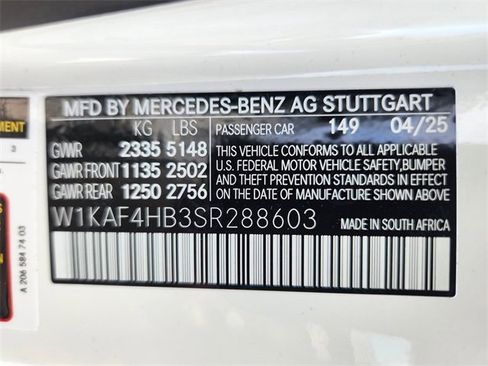 MFD BY MERCEDES-BENZ AG STUTTGART
KG LBS PASSENGER CAR 149 04/25
GVWR 2335 5148 THIS VEHICLE CONFORMS TO ALL APPLICABLE
GAWR FRONT 1135 2502 U.S. FEDERAL MOTOR VEHICLE SAFETY, BUMPER
GAWR REAR 1250 2756 AND THEFT PREVENTION STANDARDS IN EFFECT
ON THE DATE OF MANUFACTURE SHOWN ABOVE.
W1KAF4HB3SR288603 MADE IN SOUTH AFRICA
A 206 584 74 03
3